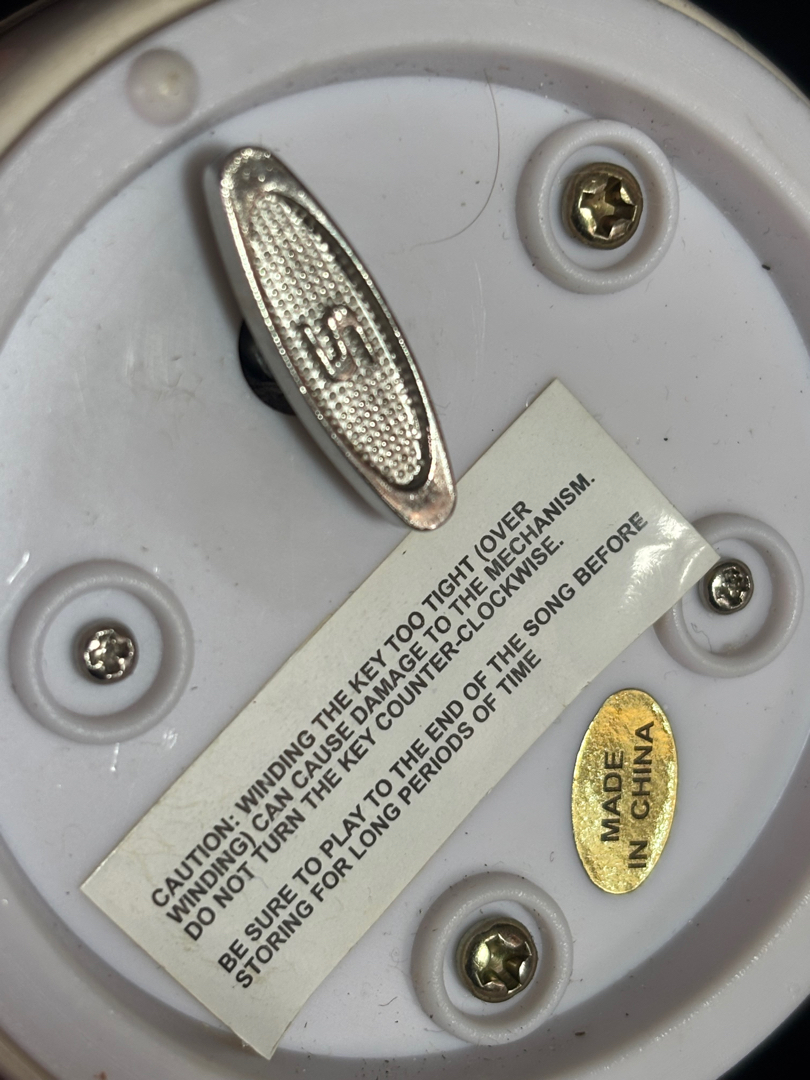 CAUTION: WINDING THE KEY TOO TIGHT (OVER
WINDING) CAN CAUSE DAMAGE TO THE MECHANISM.
DO NOT TURN THE KEY COUNTER-CLOCKWISE.
BE SURE TO PLAY TO THE END OF THE SONG BEFORE
STORING FOR LONG PERIODS OF TIME
MADE
IN CHINA